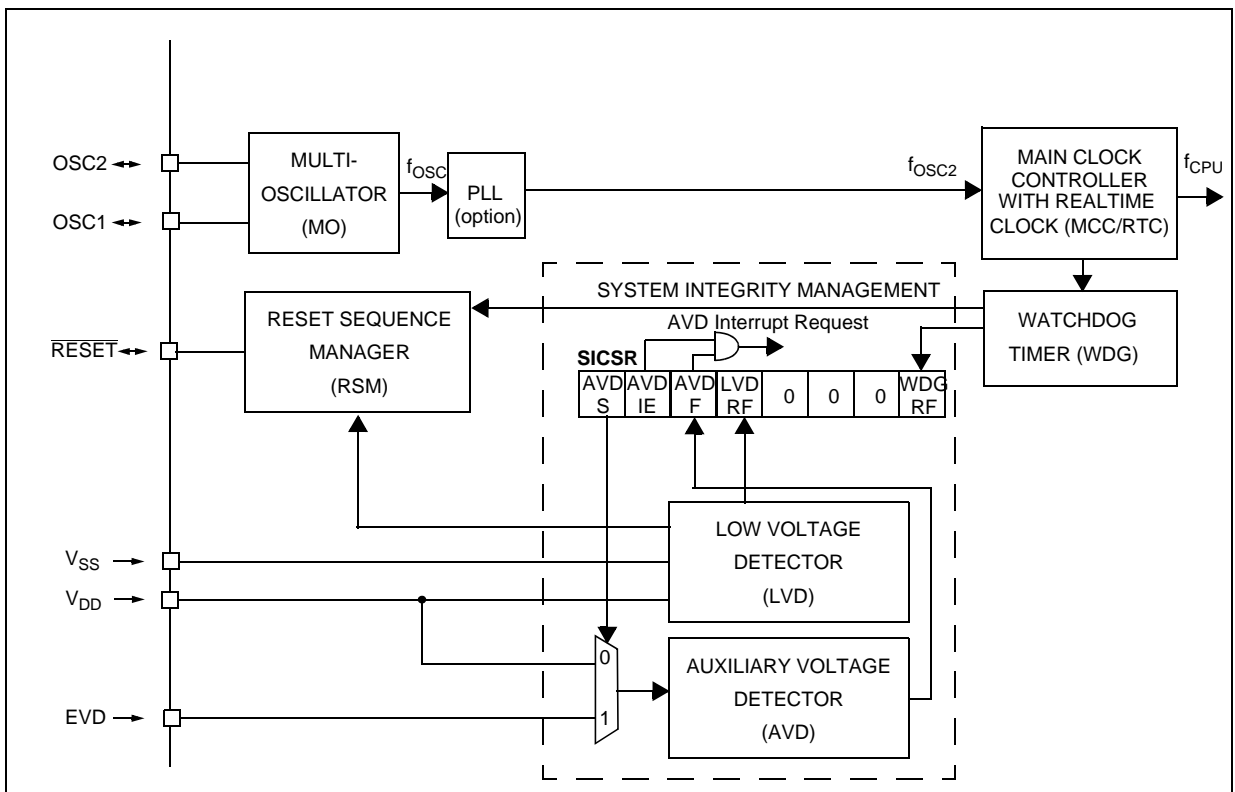 OSC2
OSC1
MULTI-
OSCILLATOR
(MO)
fOSC
PLL
(option)
fOSC2
MAIN CLOCK
CONTROLLER
WITH REALTIME
CLOCK (MCC/RTC)
fCPU
RESET
RESET SEQUENCE
MANAGER
(RSM)
SYSTEM INTEGRITY MANAGEMENT
AVD Interrupt Request
WATCHDOG
TIMER (WDG)
SICSR
AVD AVD AVD LVD 0 0 0 WDG
S IE F RF RF
VSS
VDD
LOW VOLTAGE
DETECTOR
(LVD)
EVD
0
1
AUXILIARY VOLTAGE
DETECTOR
(AVD)